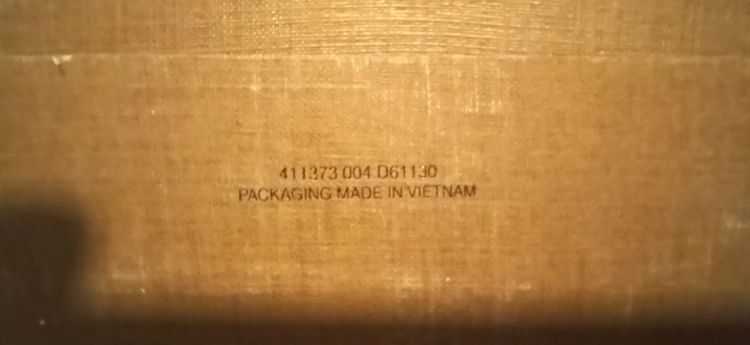 411373 004 D61130
PACKAGING MADE IN VIETNAM